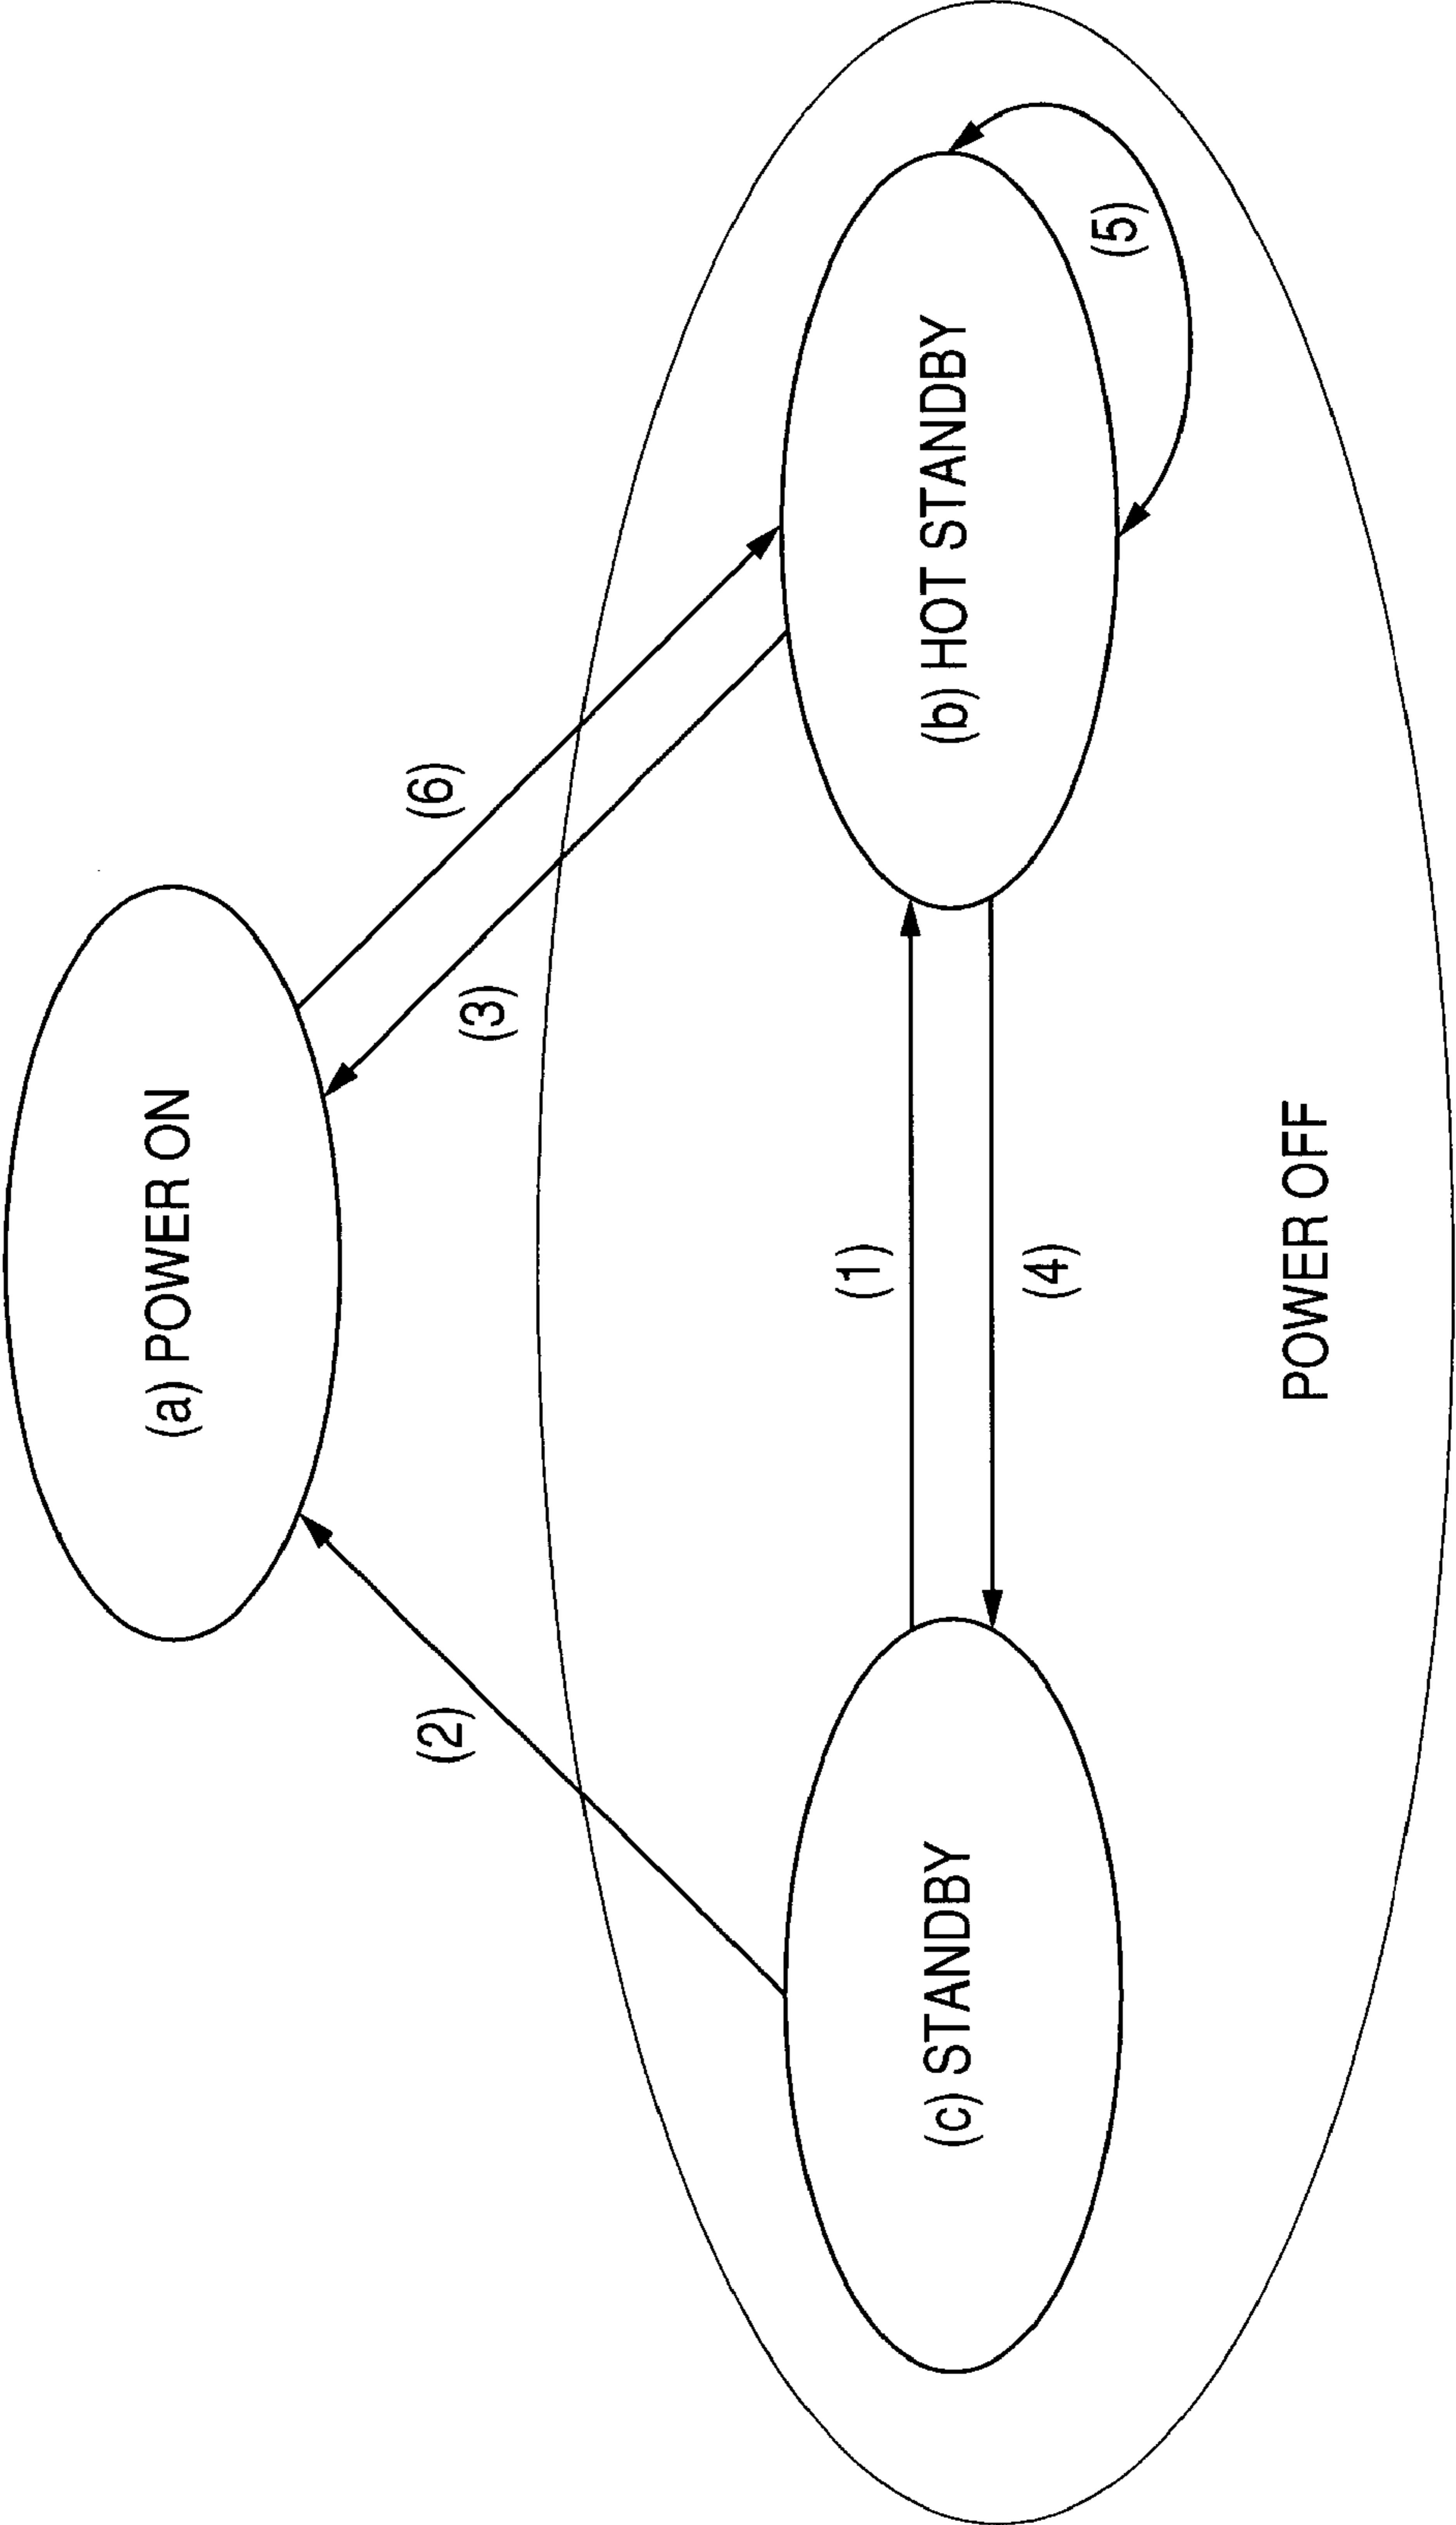 (a) POWER ON
(2)
(3)
(6)
(1)
(4)
(c) STANDBY
(b) HOT STANDBY
(5)
POWER OFF